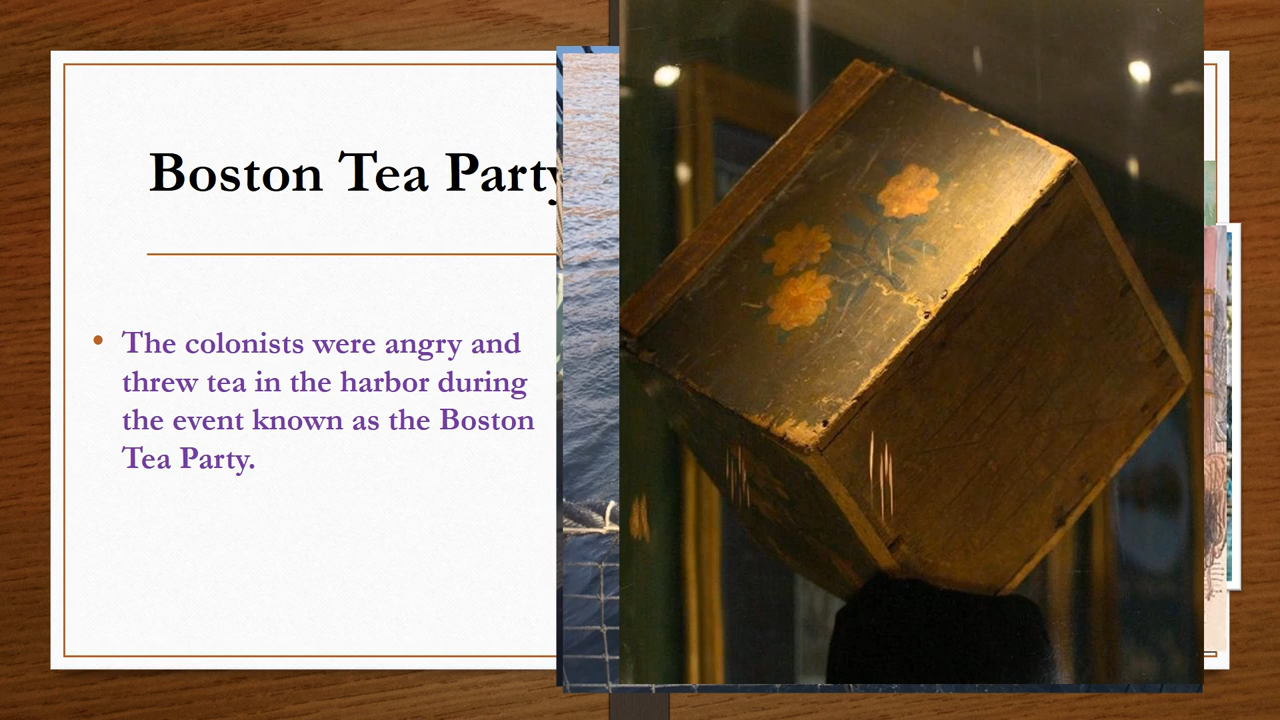 Boston Tea Party
The colonists were angry and
threw tea in the harbor during
the event known as the Boston
Tea Party.